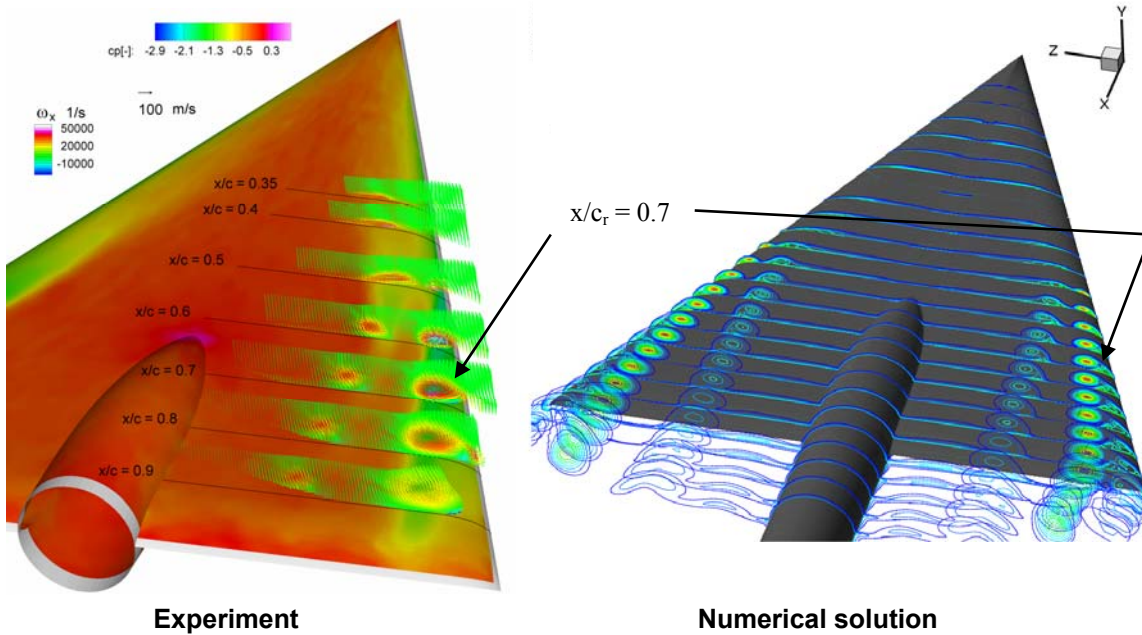 cp[-]: -2.9 -2.1 -1.3 -0.5 0.3
100 m/s
ωx 1/s
50000
20000
-10000
x/c = 0.35
x/c = 0.4
x/c = 0.5
x/c = 0.6
x/c = 0.7
x/c = 0.8
x/c = 0.9
x/cr = 0.7
Y
Z
X
Experiment
Numerical solution